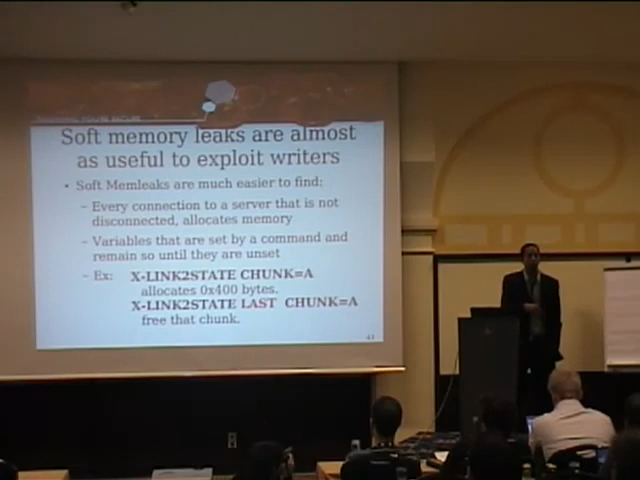 Soft memory leaks are almost
as useful to exploit writers
• Soft Memleaks are much easier to find:
– Every connection to a server that is not
disconnected, allocates memory
– Variables that are set by a command and
remain so until they are unset
– Ex: X-LINK2STATE CHUNK=A
allocates 0x400 bytes.
X-LINK2STATE LAST CHUNK=A
free that chunk.